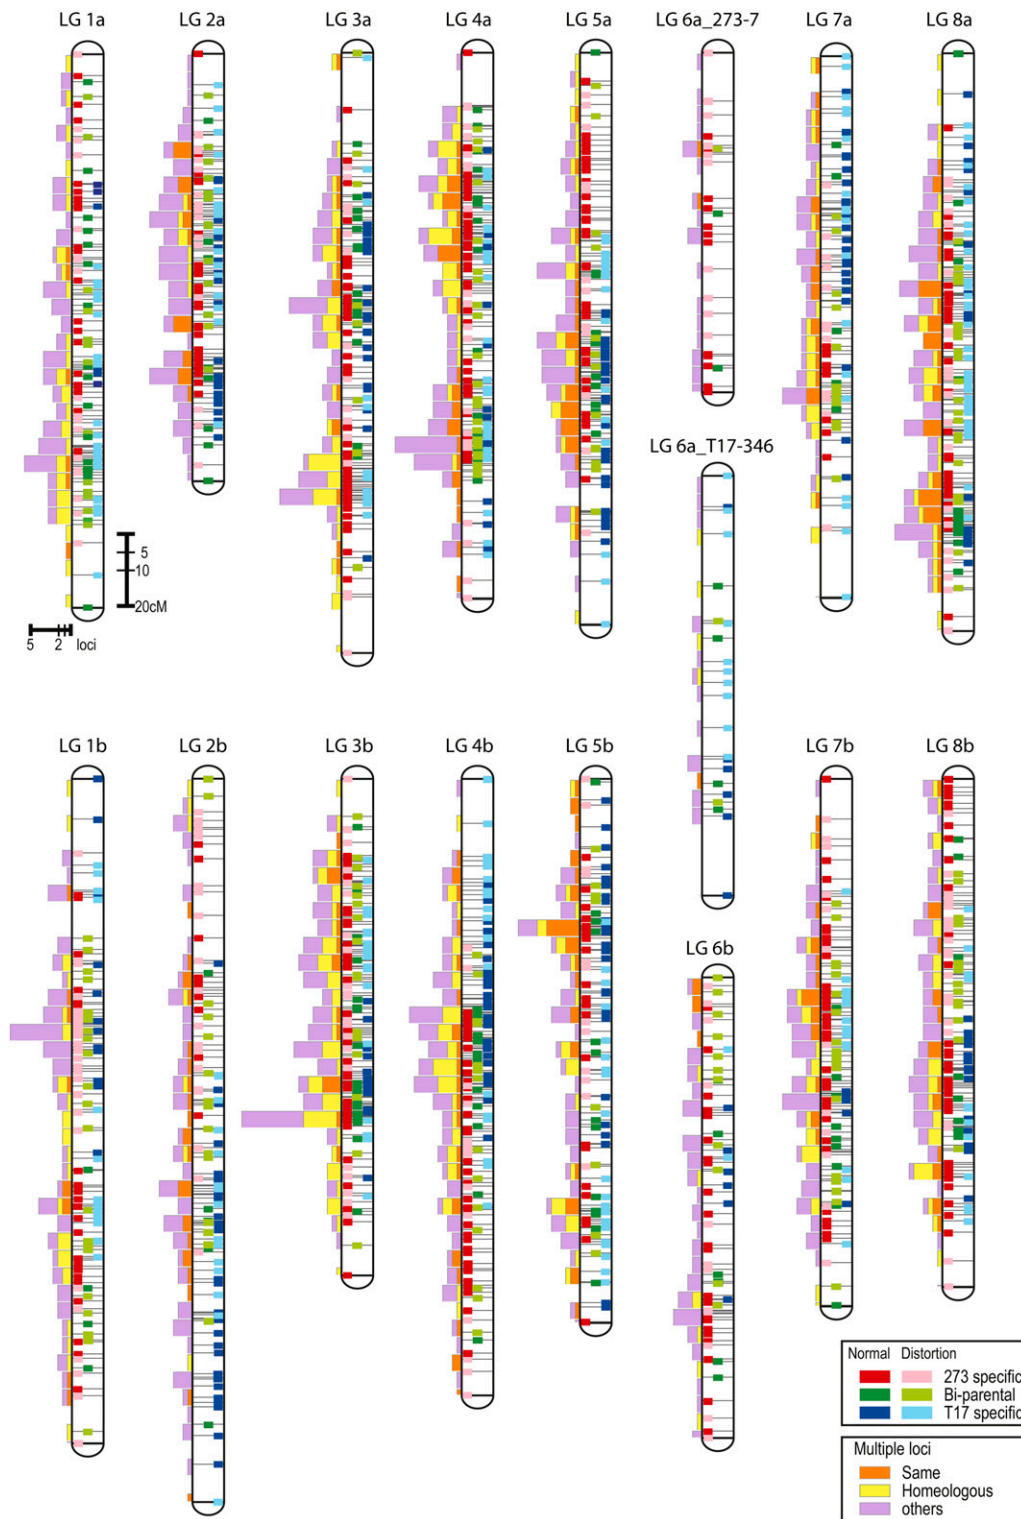 LG 1a
LG 2a
LG 3a
LG 4a
LG 5a
LG 6a_273-7
LG 7a
LG 8a
LG 6a_T17-346
5
10
20cM
5 2 loci
LG 1b
LG 2b
LG 3b
LG 4b
LG 5b
LG 7b
LG 8b
LG 6b
Normal Distortion
273 specific
Bi-parental
T17 specific
Multiple loci
Same
Homeologous
others